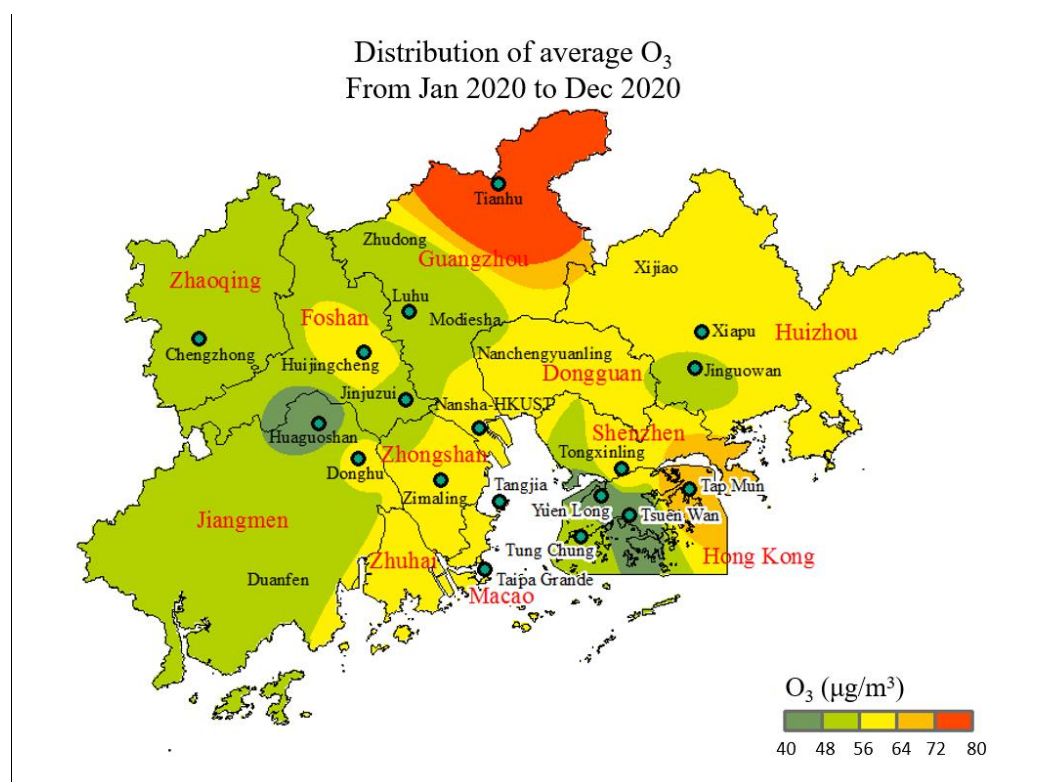 Distribution of average O₃
From Jan 2020 to Dec 2020
Tianhu
Zhudong
Guangzhou
Xijiao
Zhaoqing
Luhu
Foshan
Modiesha
Xiapu
Huizhou
Chengzhong
Huijingcheng
Nanchengyuanling
Dongguan
Jinguowan
Jinjuzui
Nansha-HKUST
Huaguoshan
Shenzhen
Donghu
Zhongshan
Tongxinling
Zimaling
Tangjia
Tap Mun
Yuen Long
Tsuen Wan
Jiangmen
Tung Chung
Hong Kong
Zhuhai
Duanfen
Taipa Grande
Macao
O₃ (μg/m³)
40 48 56 64 72 80